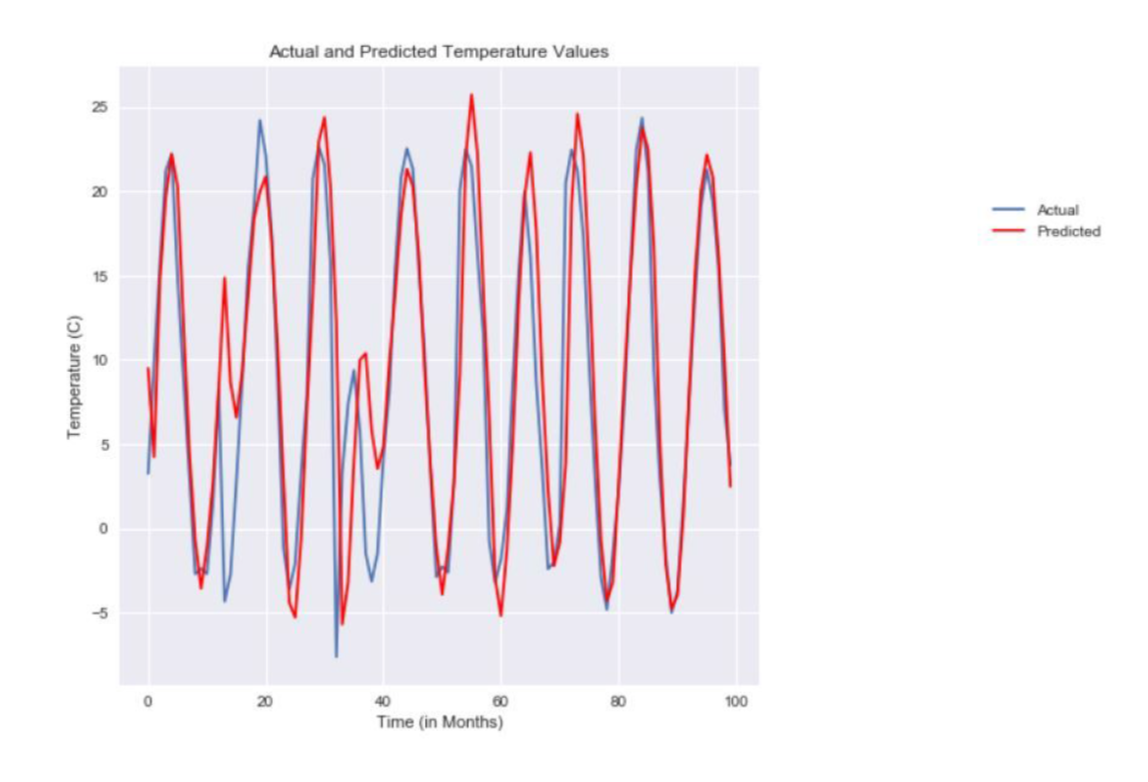 Actual and Predicted Temperature Values
25
20
15
10
5
0
−5
Temperature (C)
0 20 40 60 80 100
Time (in Months)
Actual
Predicted